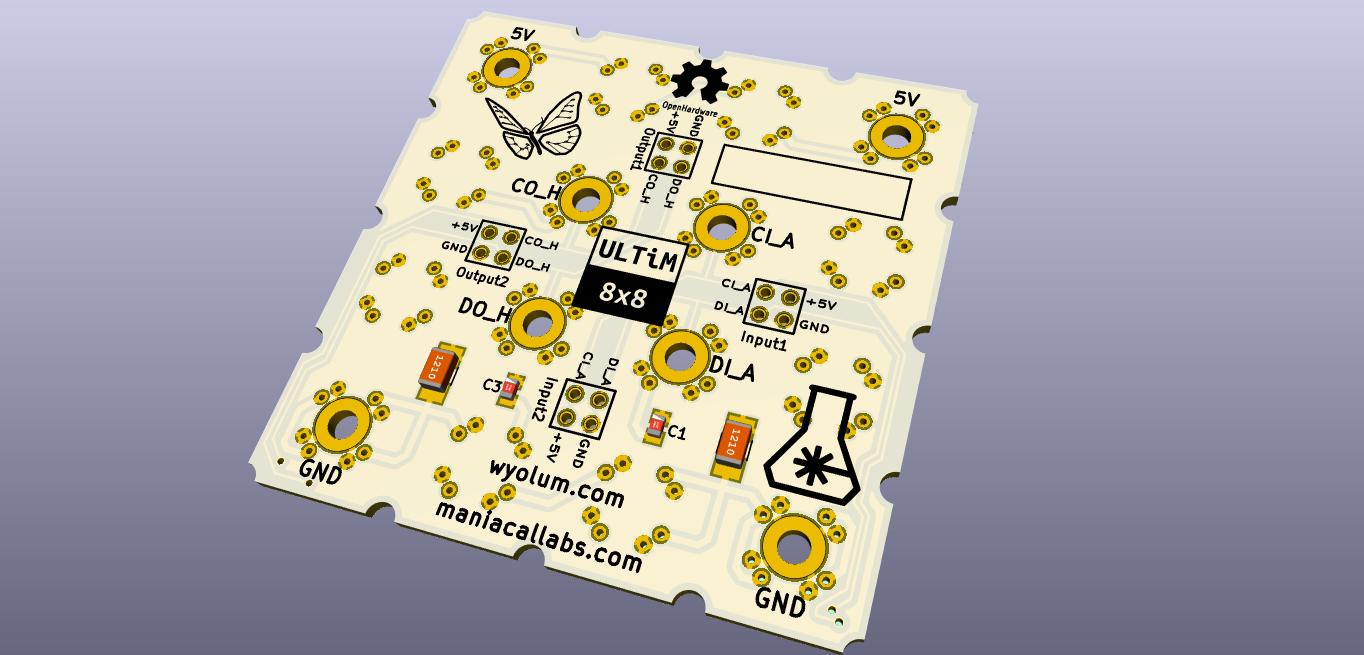 5V
5V
OpenHardware
+5V
GND
Output1
CO_H
DO_H
CO_H
CI_A
+5V
GND
CO_H
DO_H
Output2
ULTiM
8x8
CI_A
DI_A
+5V
GND
Input1
DO_H
DI_A
CI_A
DI_A
Input2
+5V
GND
1210
C3
C1
1210
GND
wyolum.com
maniacallabs.com
GND